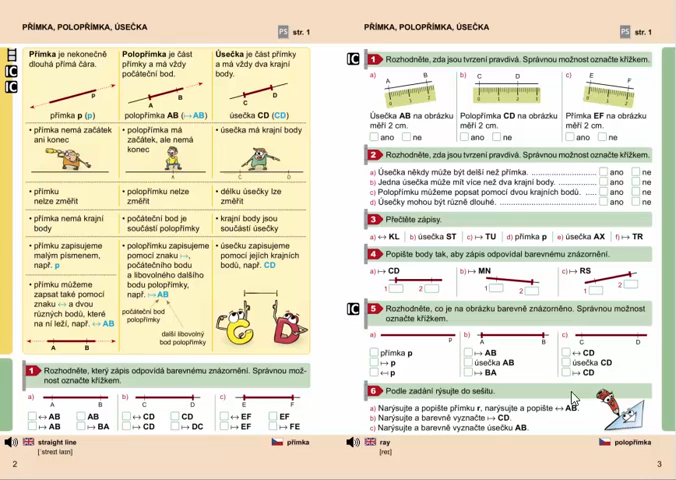 PŘÍMKA, POLOPŘÍMKA, ÚSEČKA
PS str. 1
Přímka je nekonečně
dlouhá přímá čára.
p
přímka p (p)
Polopřímka je část
přímky a má vždy
počáteční bod.
A B
polopřímka AB (↦ AB)
Úsečka je část přímky
a má vždy dva krajní
body.
C D
úsečka CD (CD)
• přímka nemá začátek
ani konec
• polopřímka má
začátek, ale nemá
konec
A
• úsečka má krajní body
C D
• přímku
nelze změřit
• polopřímku nelze
změřit
• délku úsečky lze
změřit
• přímka nemá krajní
body
• počáteční bod je
součástí polopřímky
• krajní body jsou
součástí úsečky
• přímku zapisujeme
malým písmenem,
např. p
• přímku můžeme
zapsat také pomocí
znaku ↔ a dvou
různých bodů, které
na ní leží, např. ↔ AB
A B
• polopřímku zapisujeme
pomocí znaku ↦,
počátečního bodu
a libovolného dalšího
bodu polopřímky,
např. ↦ AB
počáteční bod
polopřímky
další libovolný
bod polopřímky
• úsečku zapisujeme
pomocí jejích krajních
bodů, např. CD
C D
1 Rozhodněte, který zápis odpovídá barevnému znázornění. Správnou mož-
nost označte křížkem.
a) A B
↔ AB AB
↦ AB ↦ BA
b) C D
↔ CD CD
↦ CD ↦ DC
c) E F
↔ EF EF
↦ EF ↦ FE
straight line
[ˈstreɪt laɪn]
přímka
2
PŘÍMKA, POLOPŘÍMKA, ÚSEČKA
PS str. 1
1 Rozhodněte, zda jsou tvrzení pravdivá. Správnou možnost označte křížkem.
a) A B
Úsečka AB na obrázku
měří 2 cm.
ano ne
b) C D
Polopřímka CD na obrázku
měří 2 cm.
ano ne
c) E F
Přímka EF na obrázku
měří 2 cm.
ano ne
2 Rozhodněte, zda jsou tvrzení pravdivá. Správnou možnost označte křížkem.
a) Úsečka někdy může být delší než přímka. ano ne
b) Jedna úsečka může mít více než dva krajní body. ano ne
c) Polopřímku můžeme popsat pomocí dvou krajních bodů. ano ne
d) Úsečky mohou být různě dlouhé. ano ne
3 Přečtěte zápisy.
a) ↔ KL b) úsečka ST c) ↦ TU d) přímka p e) úsečka AX f) ↦ TR
4 Popište body tak, aby zápis odpovídal barevnému znázornění.
a) ↦ CD
1 2
b) ↦ MN
1 2
c) ↦ RS
1 2
5 Rozhodněte, co je na obrázku barevně znázorněno. Správnou možnost
označte křížkem.
a) p
přímka p
↦ p
↤ p
b) A B
↦ AB
úsečka AB
↦ BA
c) C D
↔ CD
úsečka CD
↦ CD
6 Podle zadání rýsujte do sešitu.
a) Narýsujte a popište přímku r, narýsujte a popište ↔ AB.
b) Narýsujte a barevně vyznačte ↦ CD.
c) Narýsujte a barevně vyznačte úsečku AB.
ray
[reɪ]
polopřímka
3